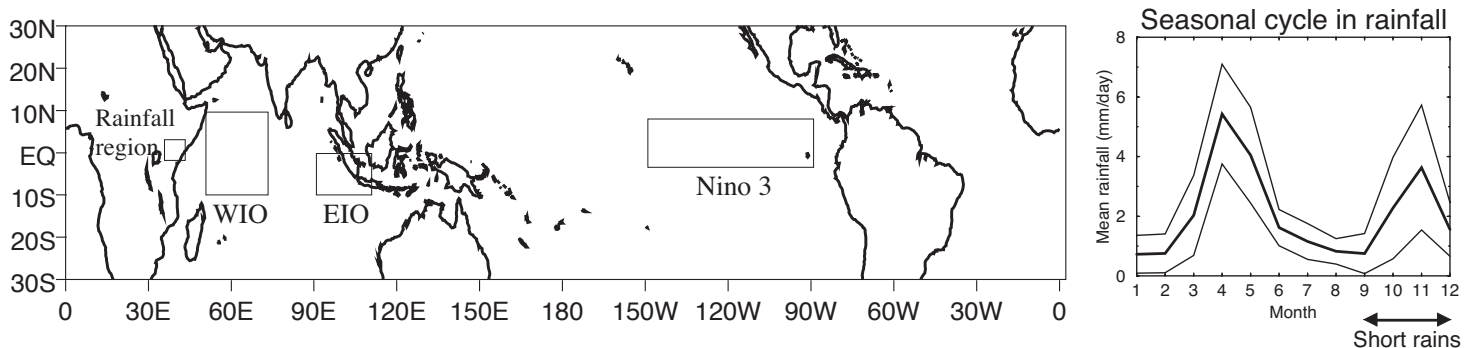 30N
20N
10N
EQ
10S
20S
30S
0
30E
60E
90E
120E
150E
180E
150W
120W
90W
60W
30W
0
Rainfall
region
WIO
EIO
Nino 3
Seasonal cycle in rainfall
Mean rainfall (mm/day)
8
6
4
2
0
1 2 3 4 5 6 7 8 9 10 11 12
Month
Short rains